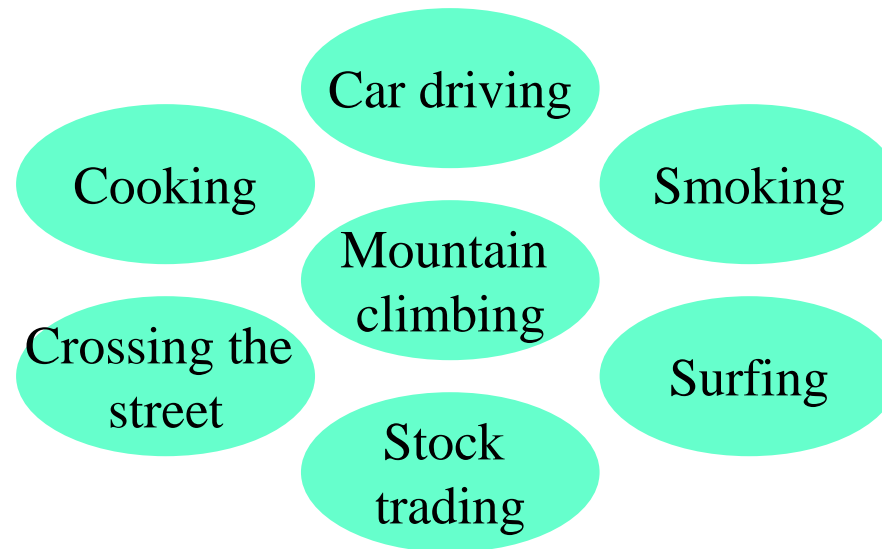 Car driving
Cooking
Smoking
Mountain
climbing
Crossing the
street
Surfing
Stock
trading